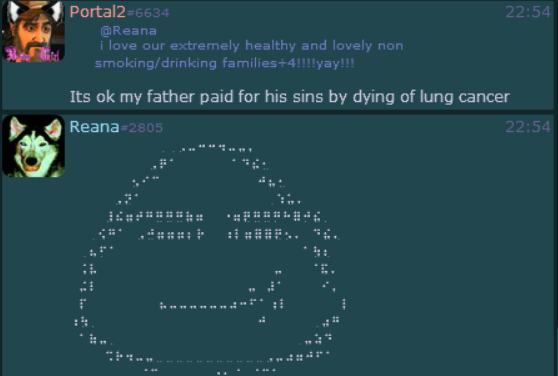 Portal2#6634 22:54
@Reana
i love our extremely healthy and lovely non
smoking/drinking families+4!!!!yay!!!
Its ok my father paid for his sins by dying of lung cancer
Reana#2805 22:54